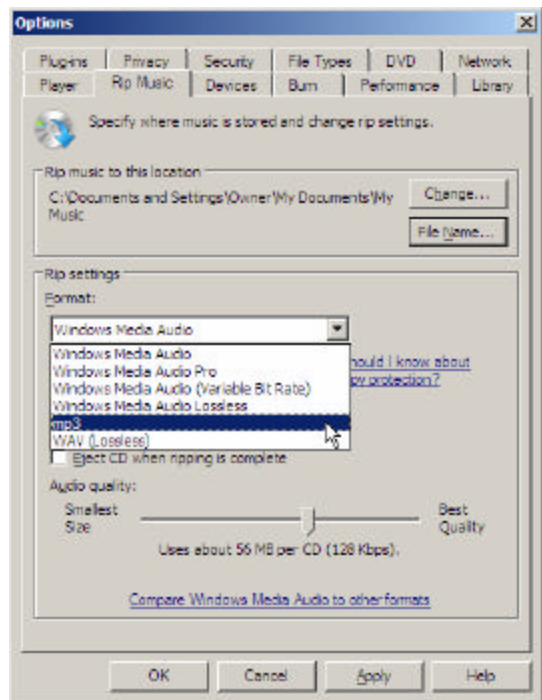 Options
Plug-ins Privacy Security File Types DVD Network
Player Rip Music Devices Burn Performance Library
Specify where music is stored and change rip settings.
Rip music to this location
C:\Documents and Settings\Owner\My Documents\My
Music
Change...
File Name...
Rip settings
Format:
Windows Media Audio
Windows Media Audio
Windows Media Audio Pro
Windows Media Audio (Variable Bit Rate)
Windows Media Audio Lossless
mp3
WAV (Lossless)
should I know about
protection?
Eject CD when ripping is complete
Audio quality:
Smallest
Size
Best
Quality
Uses about 56 MB per CD (128 Kbps).
Compare Windows Media Audio to other formats
OK Cancel Apply Help